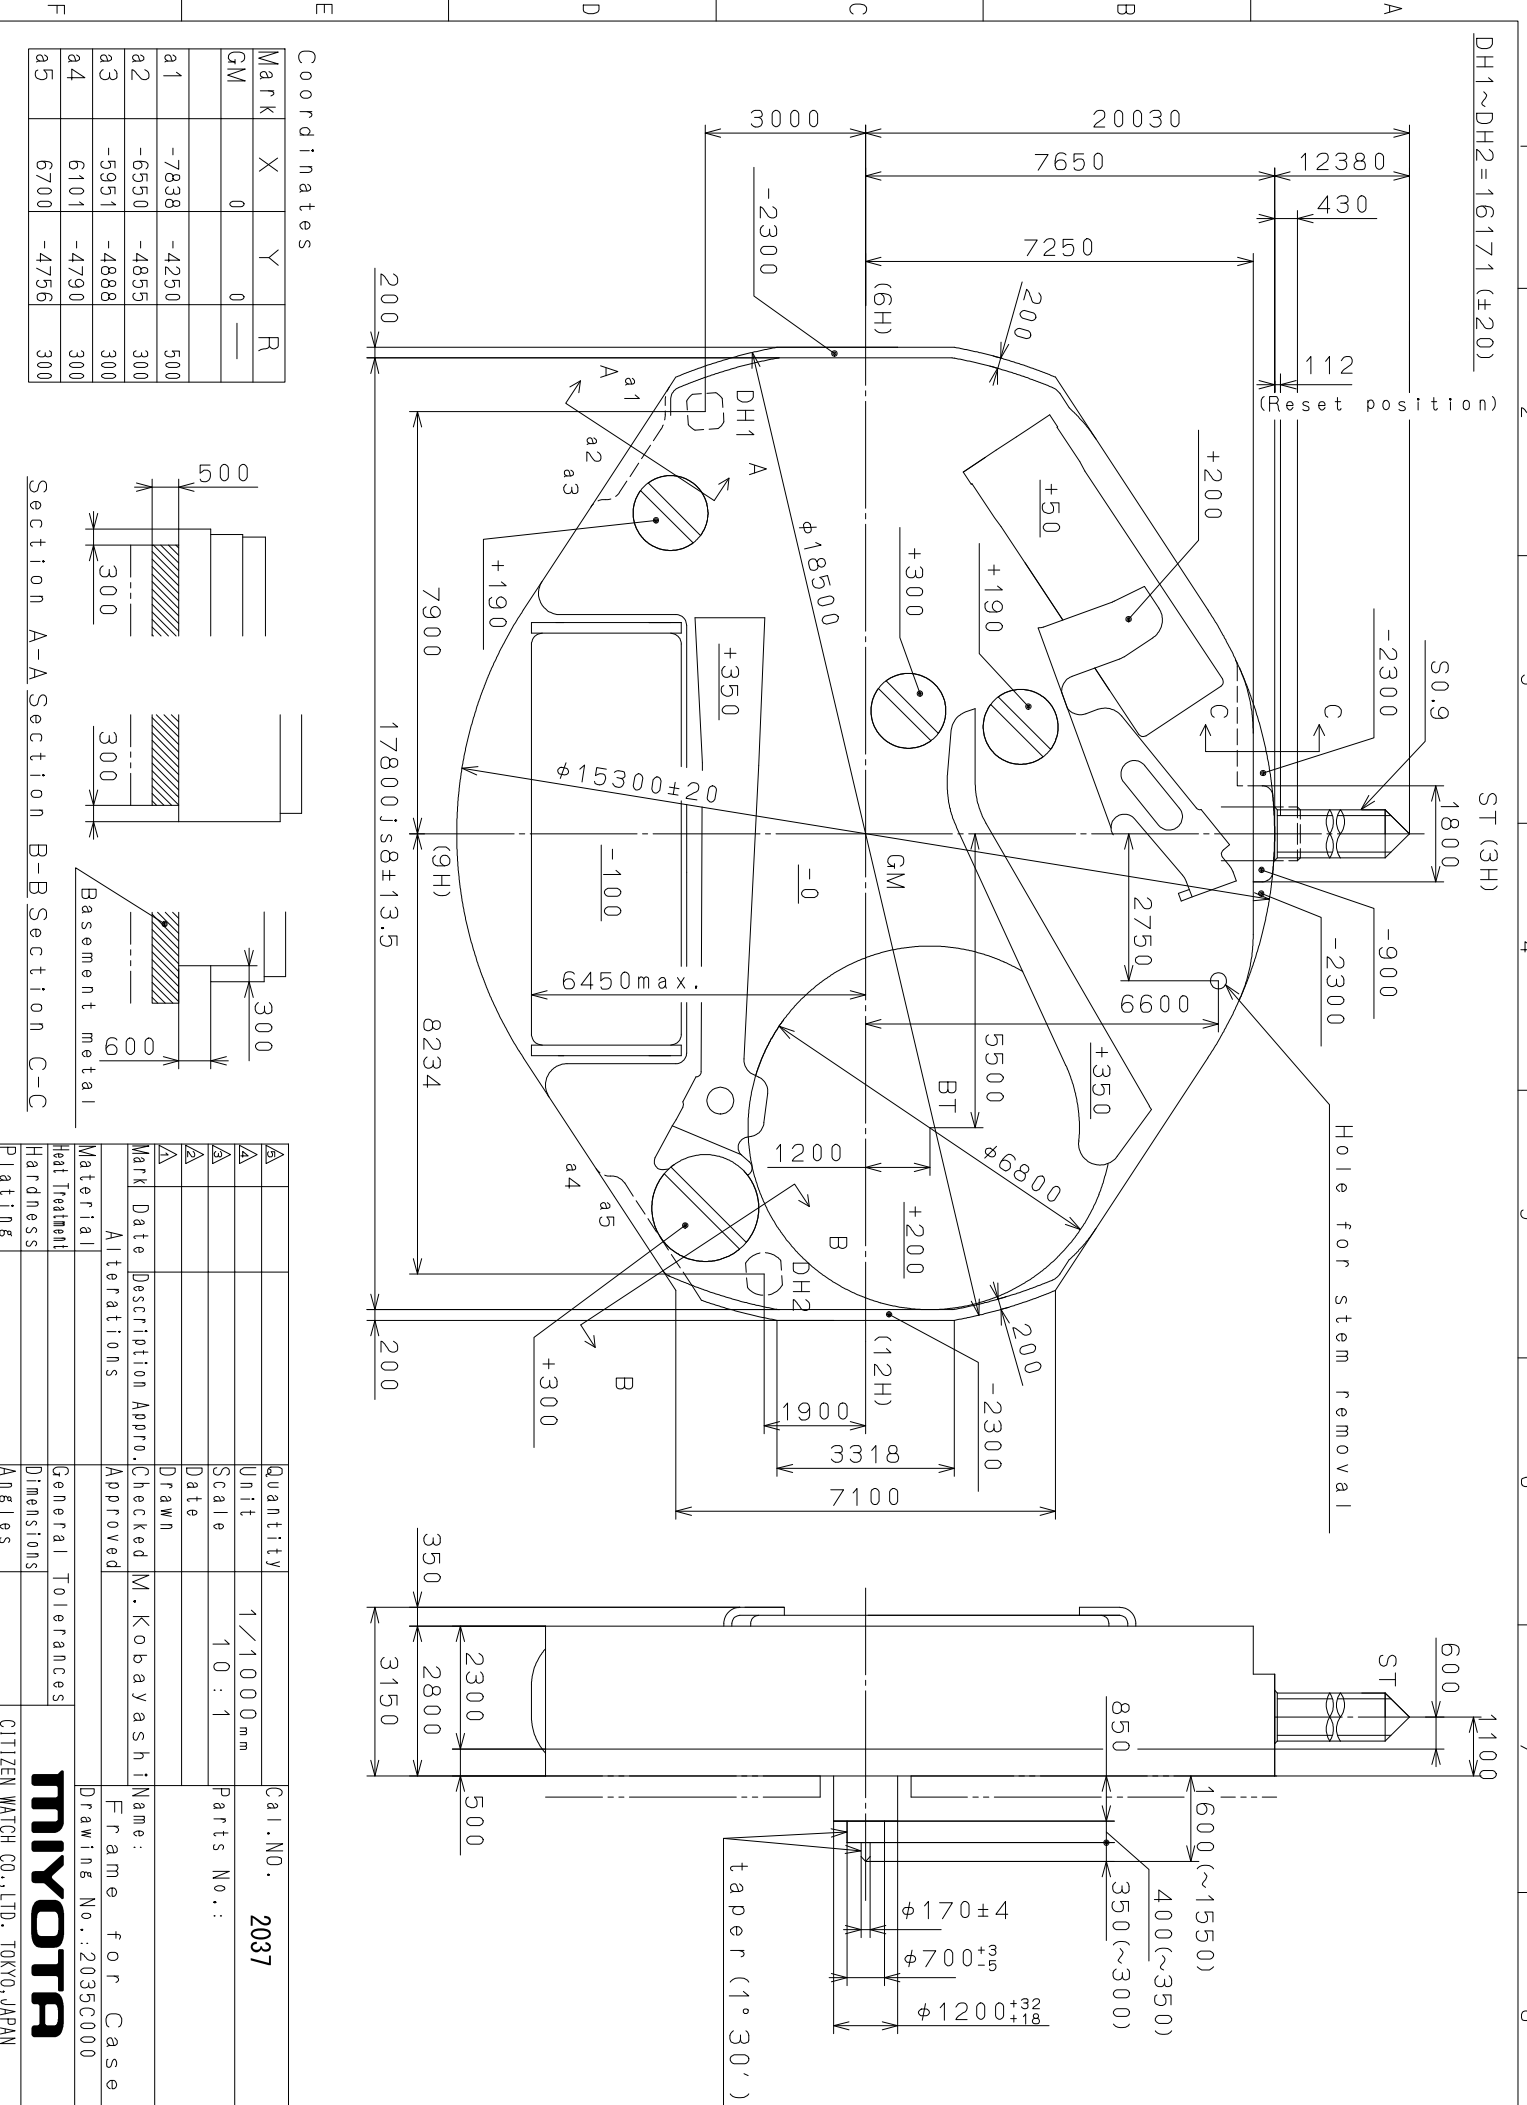 F
E
D
C
B
A
DH1~DH2=16171(±20)
3000
20030
7650
12380
430
7250
112
(Reset position)
-2300
(6H)
200
200
Coordinates
Mark X Y R
GM 0 0 —
a1 -7838 -4250 500
a2 -6550 -4855 300
a3 -5951 -4888 300
a4 6101 -4790 300
a5 6700 -4756 300
A
a1
a2
a3
DH1
A
+50
+200
φ18500
+300
+190
+190
7900
+350
-2300
S0.9
C
C
ST(3H)
1800
φ15300±20
17800js8±13.5
(9H)
-100
-0
GM
2750
-900
-2300
6450max.
6600
5500
8234
BT
+350
Hole for stem removal
1200
φ6800
a4
a5
B
+200
DH2
B
+300
(12H)
200
200
-2300
1900
3318
7100
500
300
Section A-A
300
Section B-B
300
600
Basement metal
Section C-C
350
3150
2800
2300
500
ST
600
1100
850
1600(~1550)
400(~350)
350(~300)
φ170±4
φ700+3-5
φ1200+32+18
taper(1°30′)
5
4
3
2
1
Mark Date Description Appro.
Alterations
Material
Heat Treatment
Hardness
Plating
Quantity
Unit 1/1000mm
Scale 10:1
Date
Drawn
Checked M.Kobayashi
Approved
General Tolerances
Dimensions
Angles
Cal.NO. 2037
Parts No.:
Name:
Frame for Case
Drawing No.:2035C000
MIYOTA
CITIZEN WATCH CO.,LTD. TOKYO,JAPAN